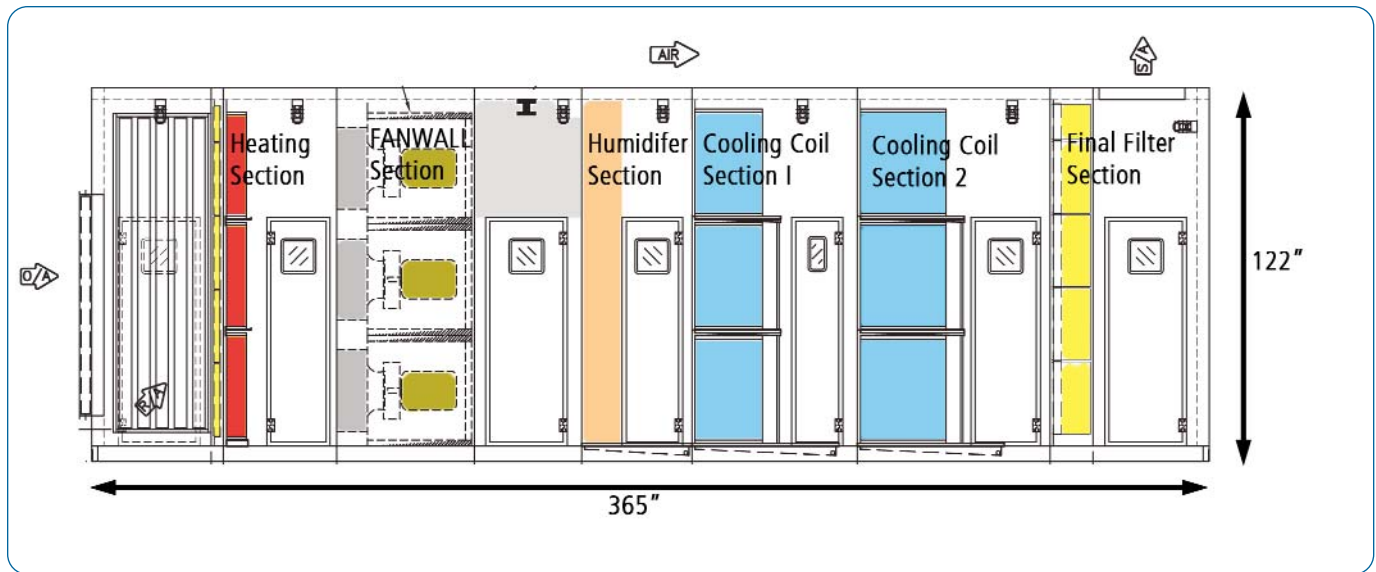 AIR
S/A
Heating
Section
FANWALL
Section
Humidifer
Section
Cooling Coil
Section I
Cooling Coil
Section 2
Final Filter
Section
O/A
122"
R/A
365"